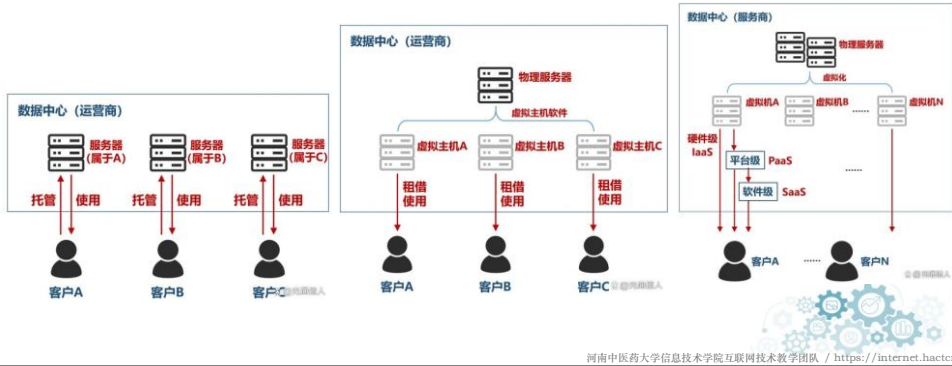 数据中心（运营商）
服务器
(属于A)
服务器
(属于B)
服务器
(属于C)
托管
使用
托管
使用
托管
使用
客户A
客户B
客户C
数据中心（运营商）
物理服务器
虚拟主机软件
虚拟主机A
虚拟主机B
虚拟主机C
租借
使用
租借
使用
租借
使用
客户A
客户B
客户C
数据中心（服务商）
物理服务器
虚拟化
虚拟机A
虚拟机B
......
虚拟机N
硬件级
IaaS
平台级
PaaS
软件级
SaaS
......
客户A
......
客户N
河南中医药大学信息技术学院互联网技术教学团队 / https://internet.hactc